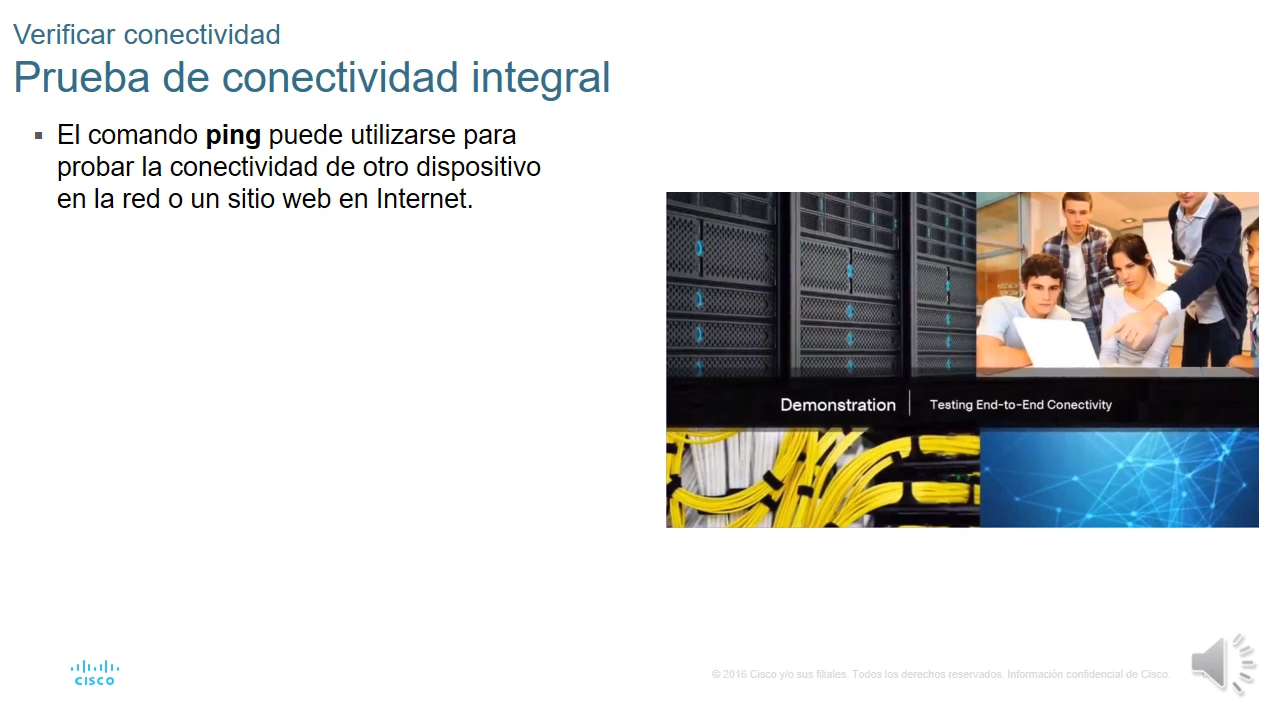 Verificar conectividad
Prueba de conectividad integral
▪ El comando ping puede utilizarse para
probar la conectividad de otro dispositivo
en la red o un sitio web en Internet.
Demonstration | Testing End-to-End Conectivity
CISCO
© 2016 Cisco y/o sus filiales. Todos los derechos reservados. Información confidencial de Cisco.